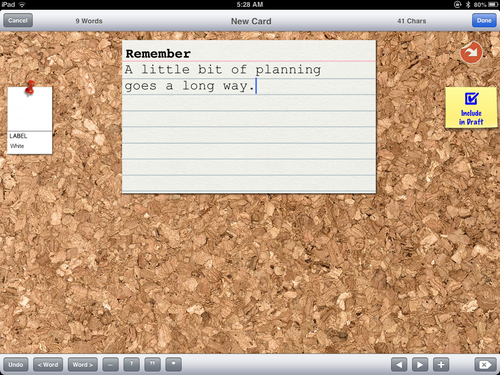 iPad 5:28 AM 80%
Cancel 9 Words New Card 41 Chars Done
Remember
A little bit of planning
goes a long way.
LABEL
White
Include
in Draft
Undo < Word Word >